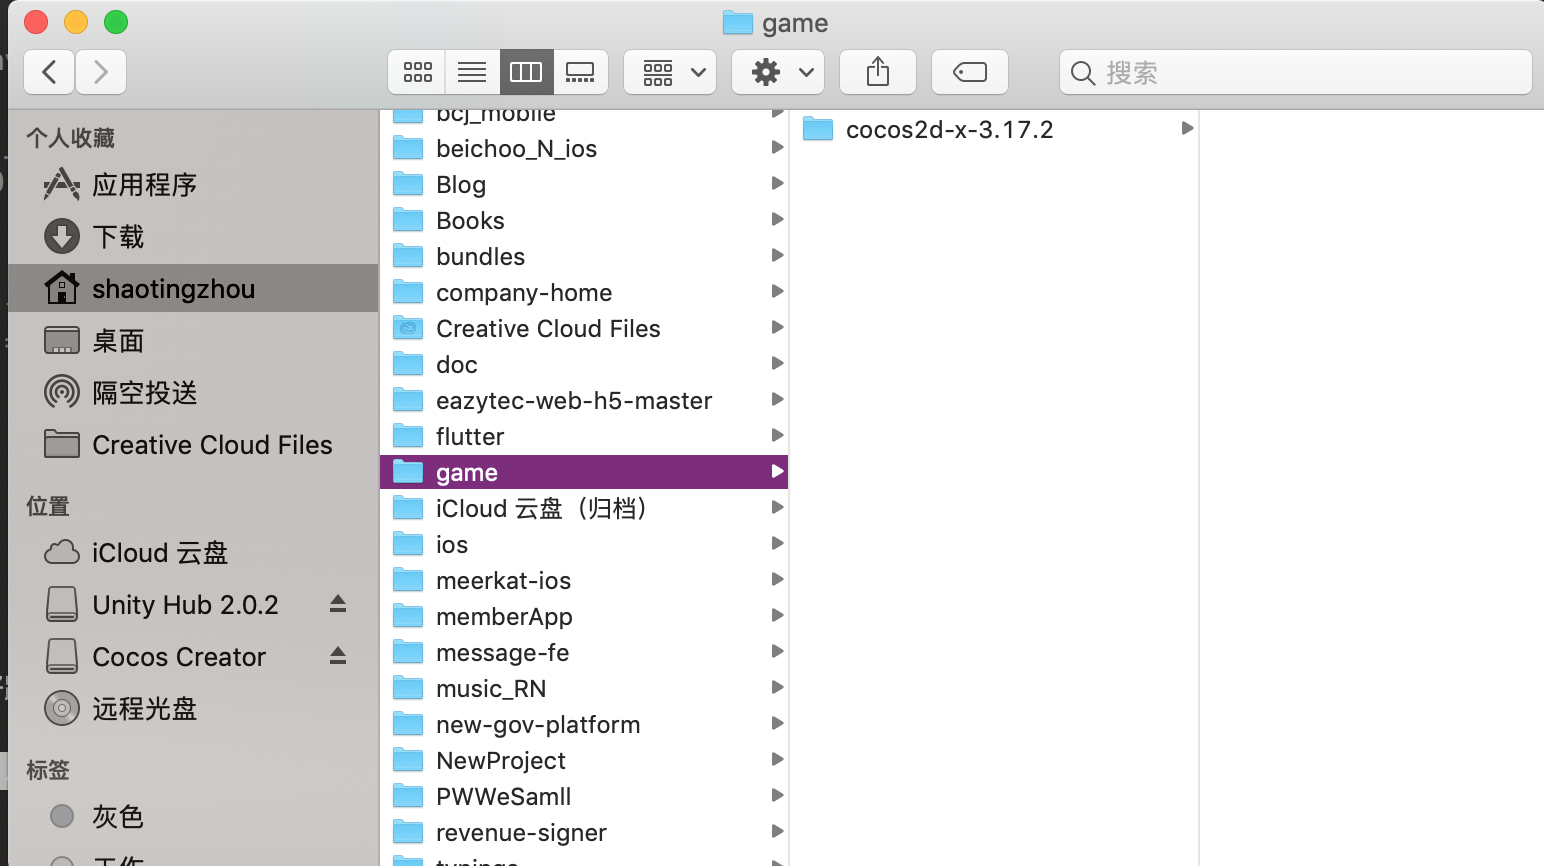 game
搜索
个人收藏
应用程序
下载
shaotingzhou
桌面
隔空投送
Creative Cloud Files
位置
iCloud 云盘
Unity Hub 2.0.2
Cocos Creator
远程光盘
标签
灰色
工作
bcj_mobile
beichoo_N_ios
Blog
Books
bundles
company-home
Creative Cloud Files
doc
eazytec-web-h5-master
flutter
game
iCloud 云盘（归档）
ios
meerkat-ios
memberApp
message-fe
music_RN
new-gov-platform
NewProject
PWWeSamll
revenue-signer
typings
cocos2d-x-3.17.2